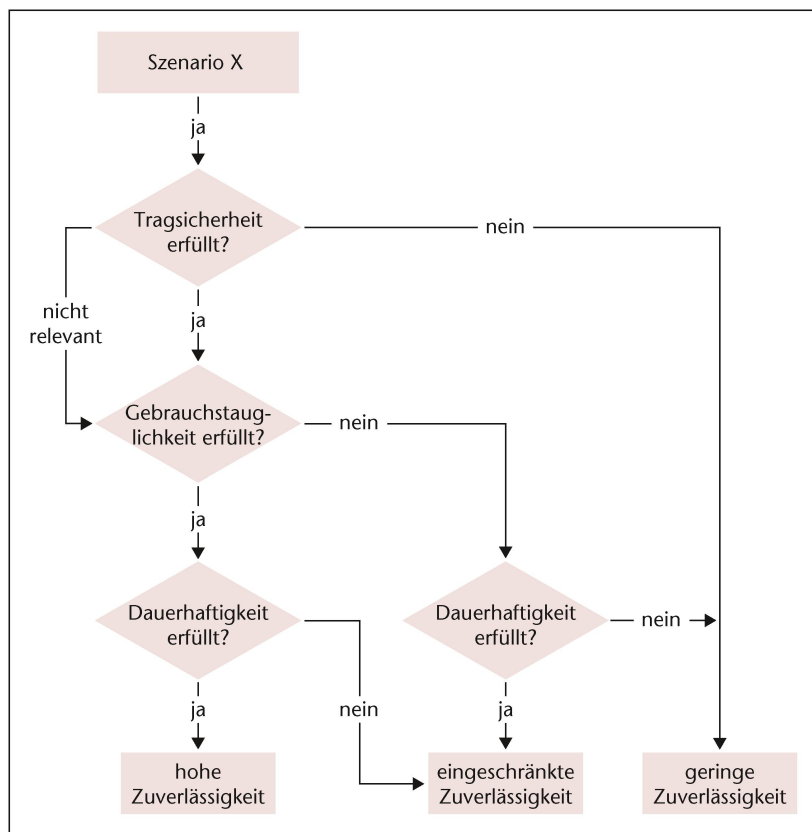 Szenario X
ja
Tragsicherheit
erfüllt?
nein
nicht
relevant
ja
Gebrauchstaug-
lichkeit erfüllt?
nein
ja
Dauerhaftigkeit
erfüllt?
Dauerhaftigkeit
erfüllt?
nein
ja
nein
ja
hohe
Zuverlässigkeit
eingeschränkte
Zuverlässigkeit
geringe
Zuverlässigkeit